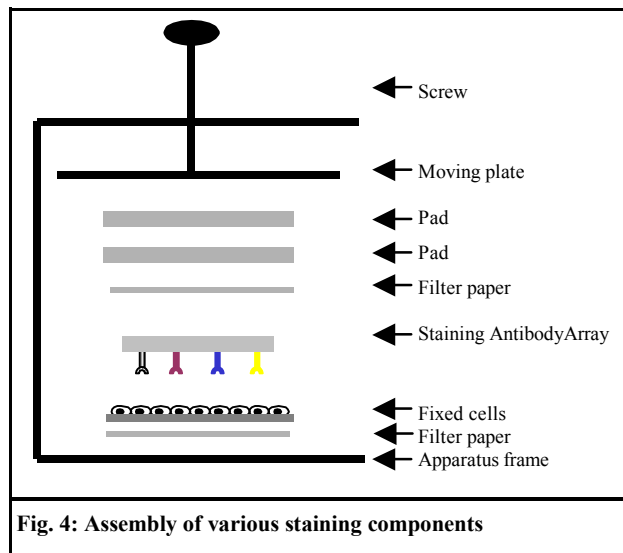 Screw
Moving plate
Pad
Pad
Filter paper
Staining AntibodyArray
Fixed cells
Filter paper
Apparatus frame
Fig. 4: Assembly of various staining components